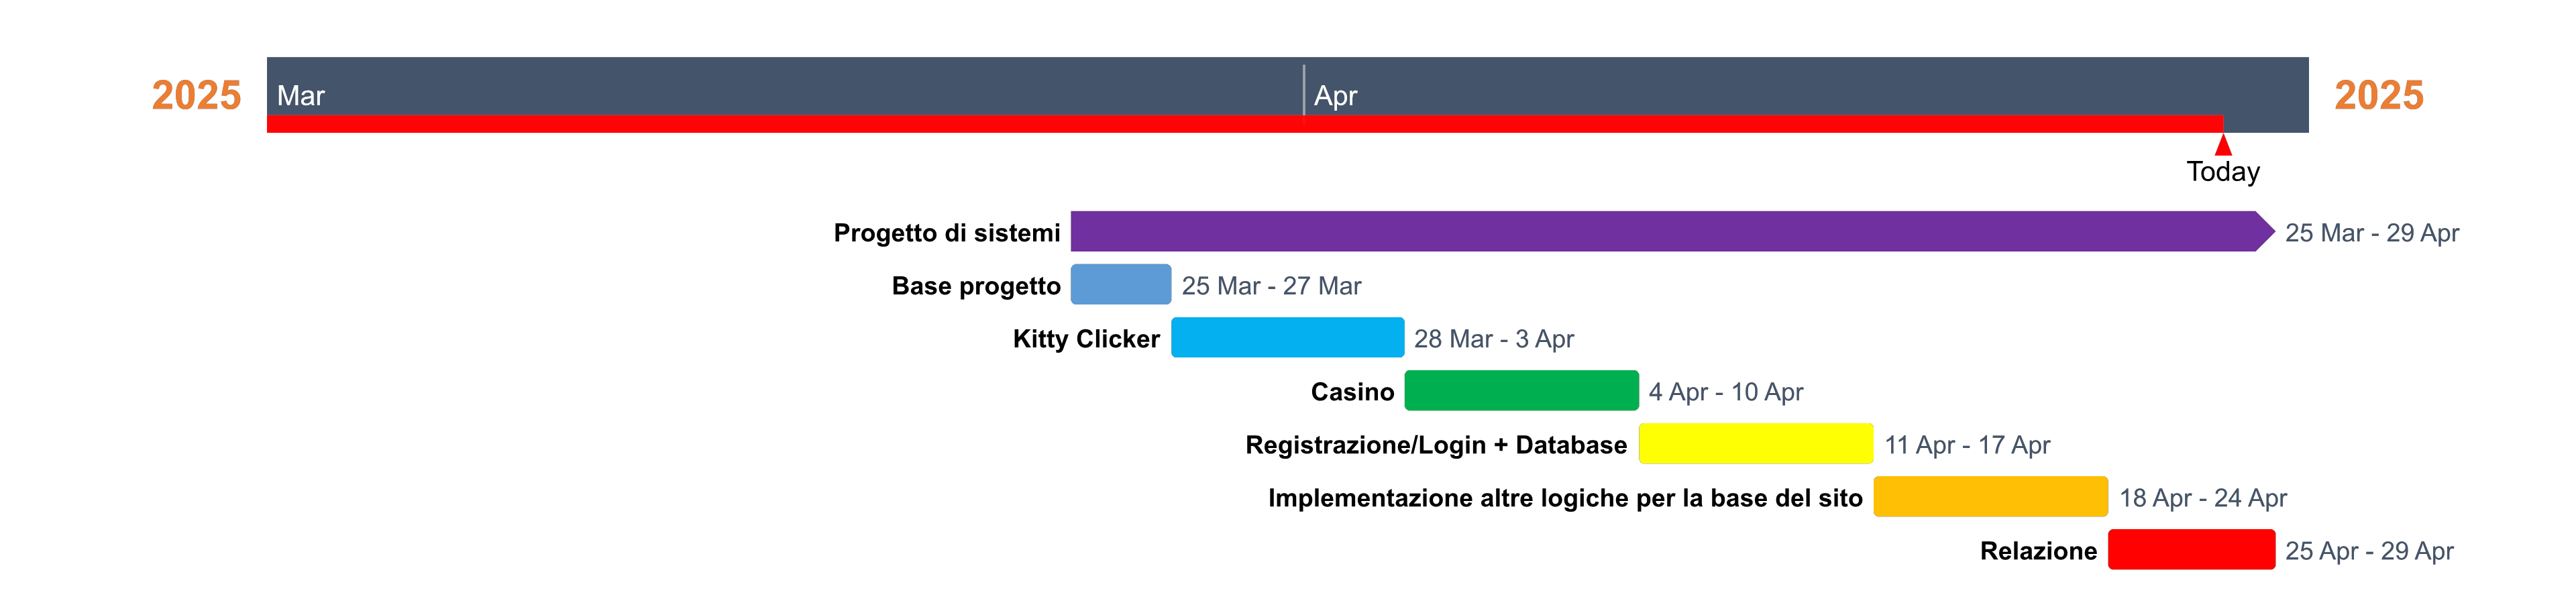 2025 Mar Apr 2025
Today
Progetto di sistemi 25 Mar - 29 Apr
Base progetto 25 Mar - 27 Mar
Kitty Clicker 28 Mar - 3 Apr
Casino 4 Apr - 10 Apr
Registrazione/Login + Database 11 Apr - 17 Apr
Implementazione altre logiche per la base del sito 18 Apr - 24 Apr
Relazione 25 Apr - 29 Apr